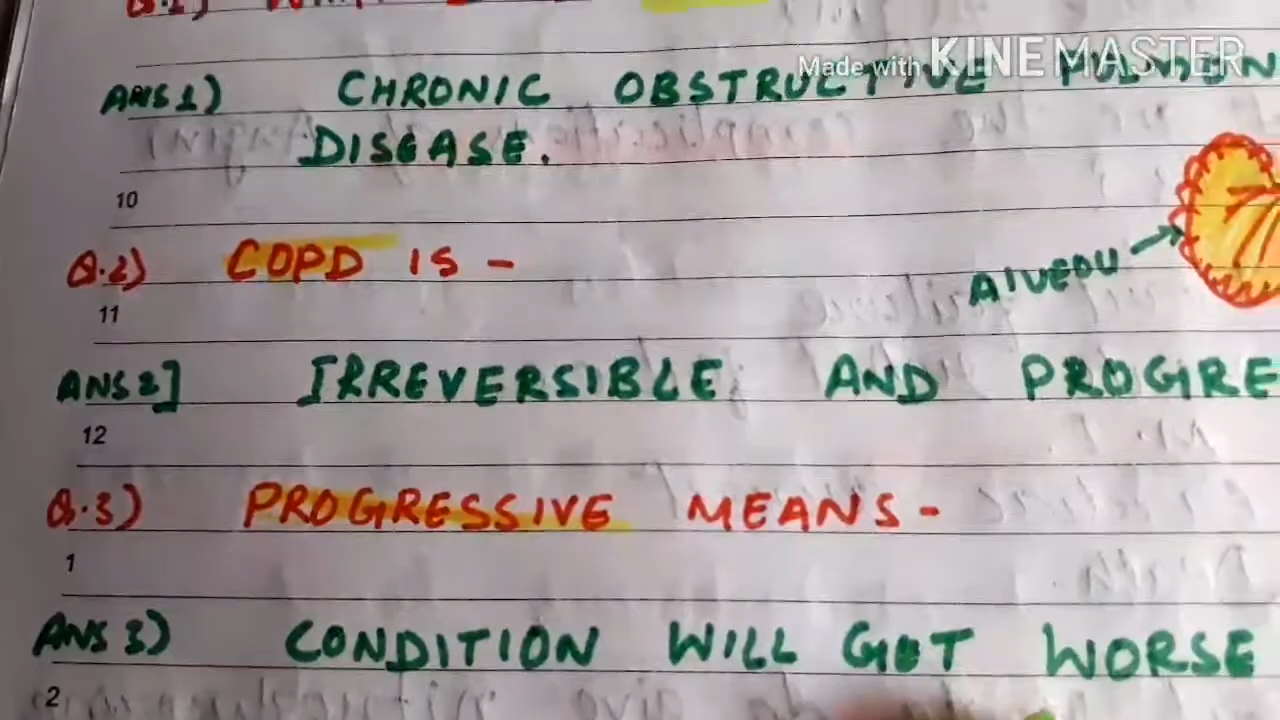 Made with KINEMASTER
ANS 1) CHRONIC OBSTRUCTIVE
DISEASE.
10
Q.2) COPD IS -
AlVEOLI
11
ANS 2] IRREVERSIBLE AND PROGRE
12
Q.3) PROGRESSIVE MEANS -
1
ANS 3) CONDITION WILL GET WORSE
2